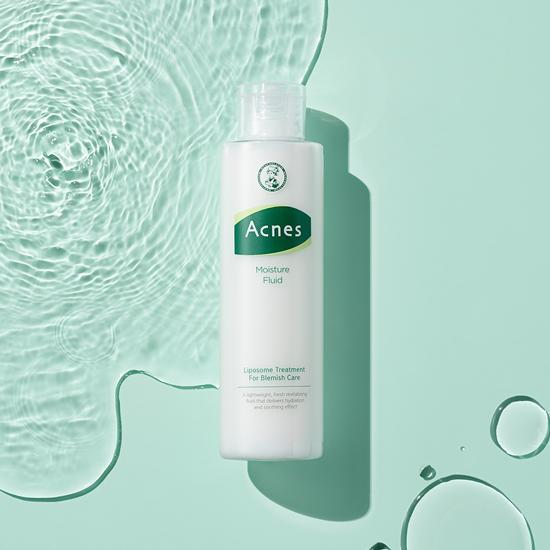 Acnes
Moisture
Fluid
Liposome Treatment
For Blemish Care
A lightweight, fresh revitalizing
fluid that delivers hydration
and soothing effect